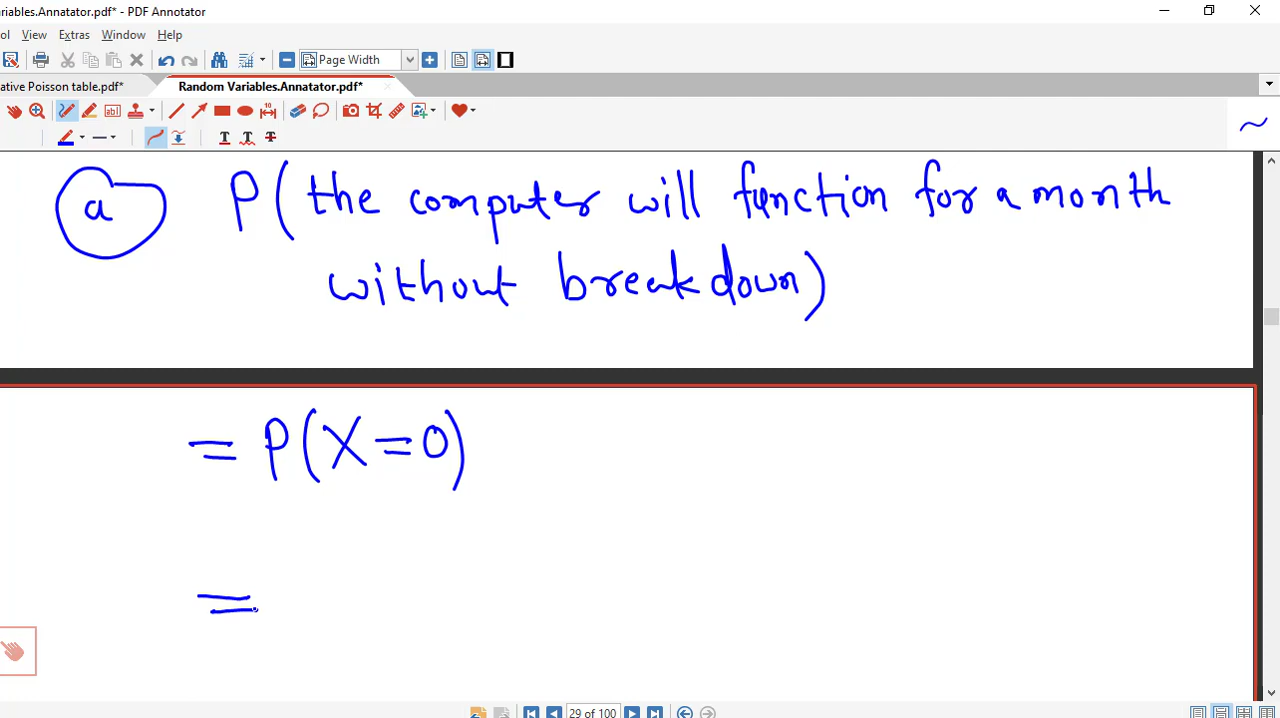 ariables.Annatator.pdf* - PDF Annotator
ol View Extras Window Help
Page Width
ative Poisson table.pdf* Random Variables.Annatator.pdf*
a P(the computer will function for a month
without breakdown)
= P(X=0)
=
29 of 100